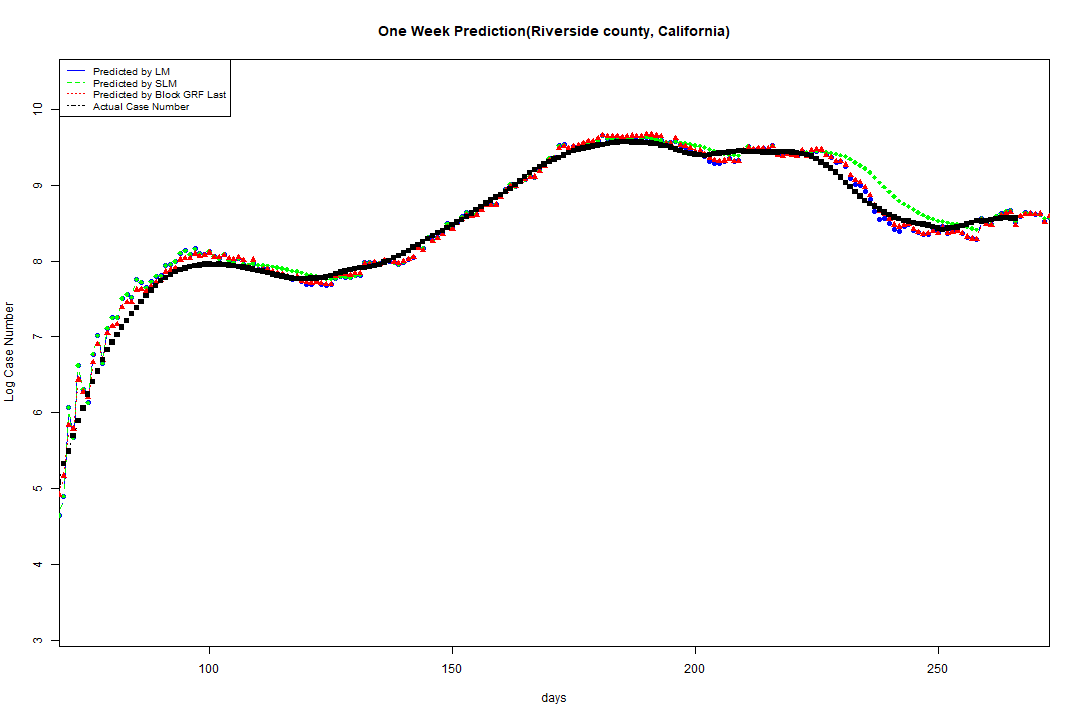 One Week Prediction(Riverside county, California)
Predicted by LM
Predicted by SLM
Predicted by Block GRF Last
Actual Case Number
10
9
8
7
6
5
4
3
Log Case Number
100 150 200 250
days